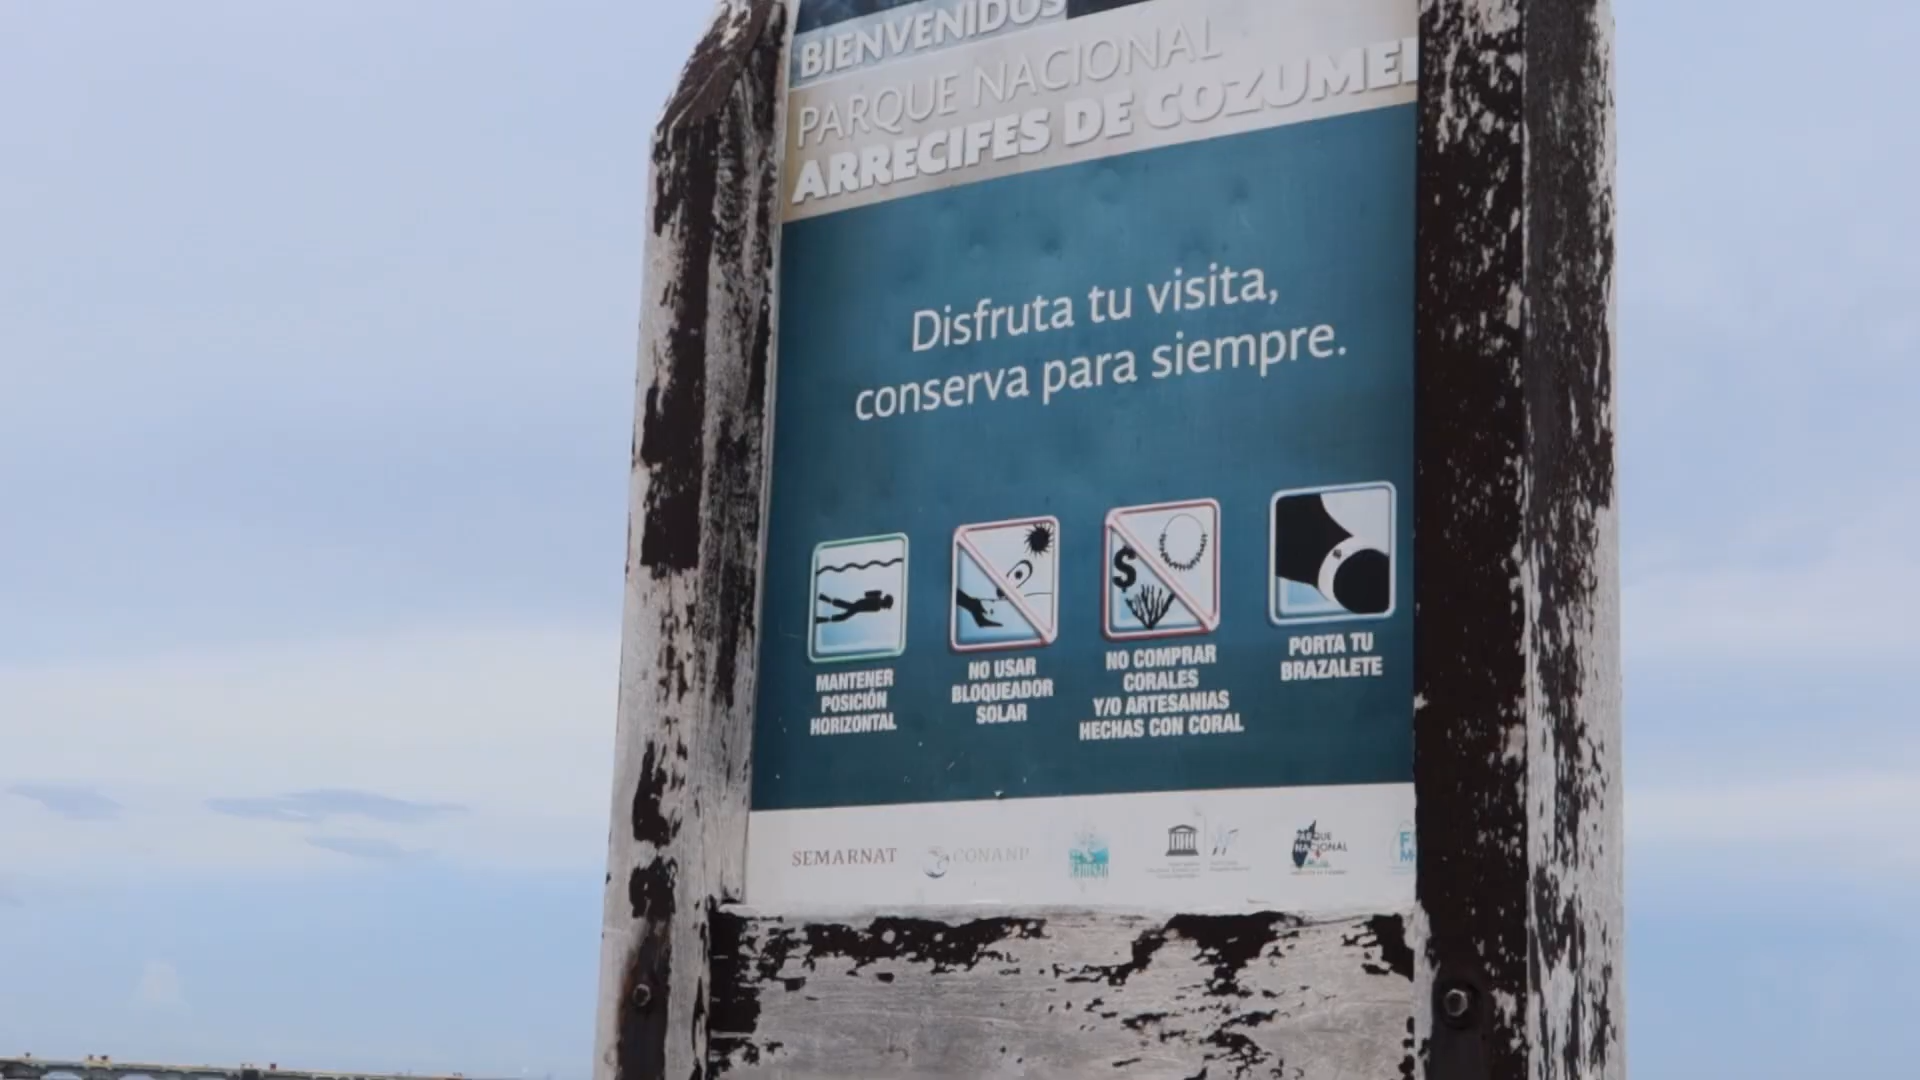 BIENVENIDOS
PARQUE NACIONAL
ARRECIFES DE COZUMEL
Disfruta tu visita,
conserva para siempre.
$
MANTENER
POSICIÓN
HORIZONTAL
NO USAR
BLOQUEADOR
SOLAR
NO COMPRAR
CORALES
Y/O ARTESANIAS
HECHAS CON CORAL
PORTA TU
BRAZALETE
SEMARNAT
CONANP
PARQUE
NACIONAL